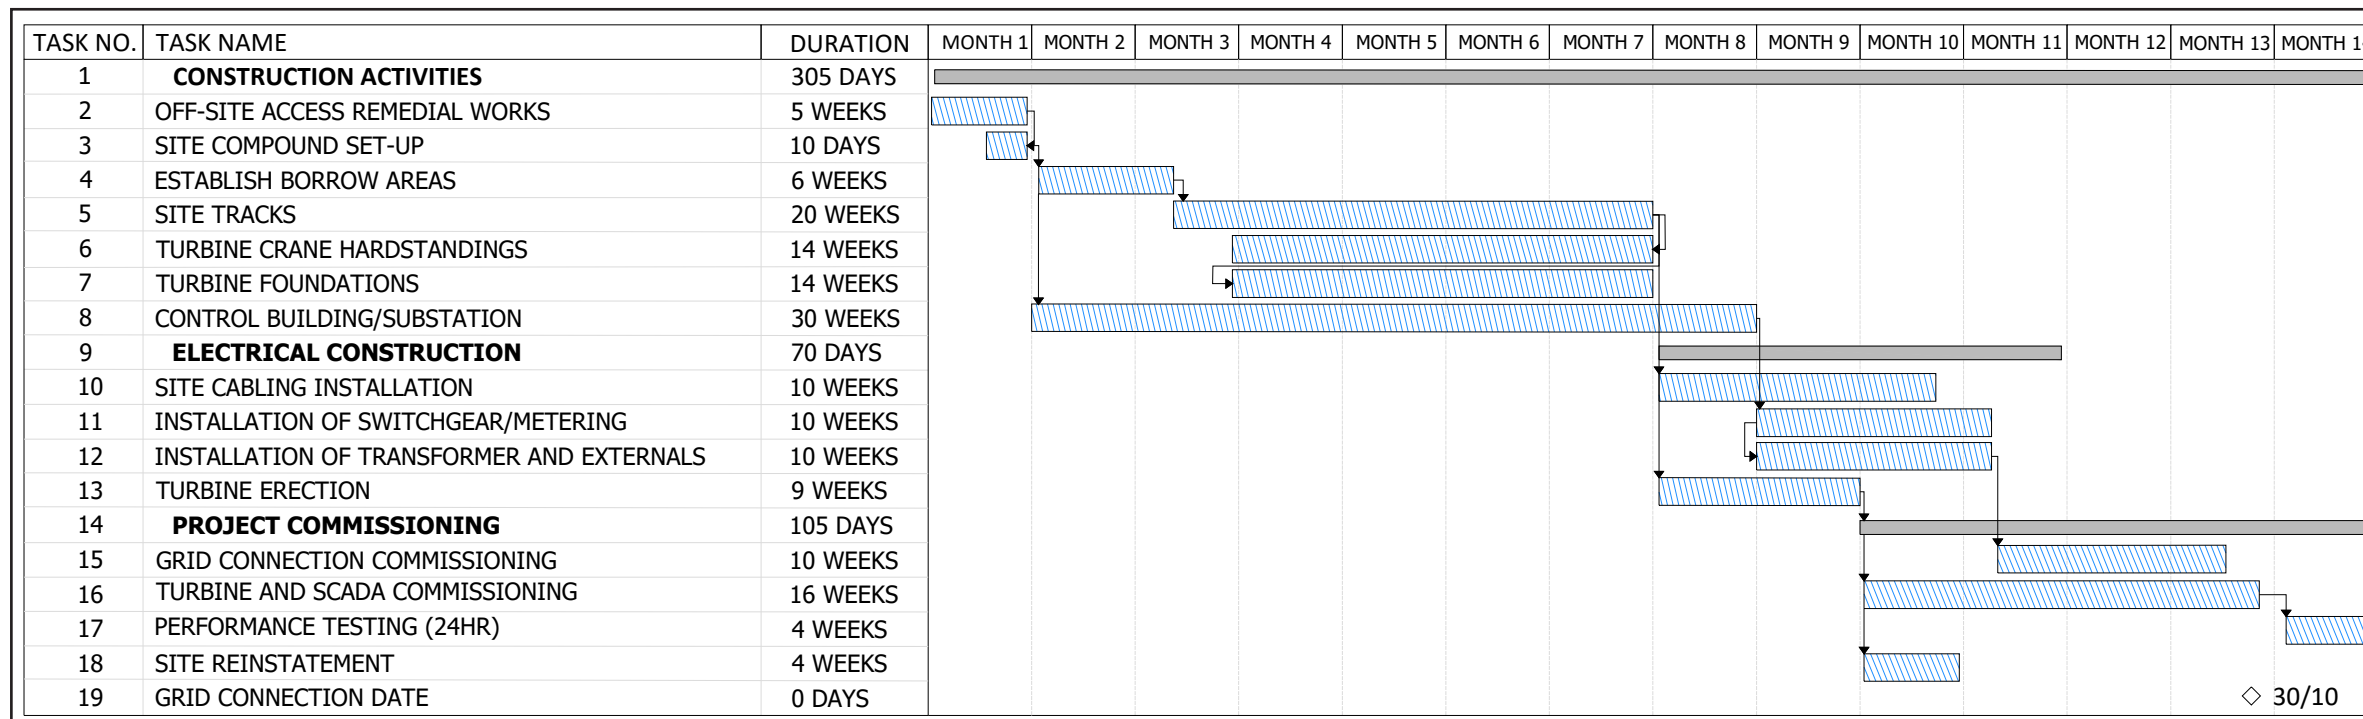 TASK NO. TASK NAME DURATION MONTH 1 MONTH 2 MONTH 3 MONTH 4 MONTH 5 MONTH 6 MONTH 7 MONTH 8 MONTH 9 MONTH 10 MONTH 11 MONTH 12 MONTH 13 MONTH
1 CONSTRUCTION ACTIVITIES 305 DAYS
2 OFF-SITE ACCESS REMEDIAL WORKS 5 WEEKS
3 SITE COMPOUND SET-UP 10 DAYS
4 ESTABLISH BORROW AREAS 6 WEEKS
5 SITE TRACKS 20 WEEKS
6 TURBINE CRANE HARDSTANDINGS 14 WEEKS
7 TURBINE FOUNDATIONS 14 WEEKS
8 CONTROL BUILDING/SUBSTATION 30 WEEKS
9 ELECTRICAL CONSTRUCTION 70 DAYS
10 SITE CABLING INSTALLATION 10 WEEKS
11 INSTALLATION OF SWITCHGEAR/METERING 10 WEEKS
12 INSTALLATION OF TRANSFORMER AND EXTERNALS 10 WEEKS
13 TURBINE ERECTION 9 WEEKS
14 PROJECT COMMISSIONING 105 DAYS
15 GRID CONNECTION COMMISSIONING 10 WEEKS
16 TURBINE AND SCADA COMMISSIONING 16 WEEKS
17 PERFORMANCE TESTING (24HR) 4 WEEKS
18 SITE REINSTATEMENT 4 WEEKS
19 GRID CONNECTION DATE 0 DAYS 30/10